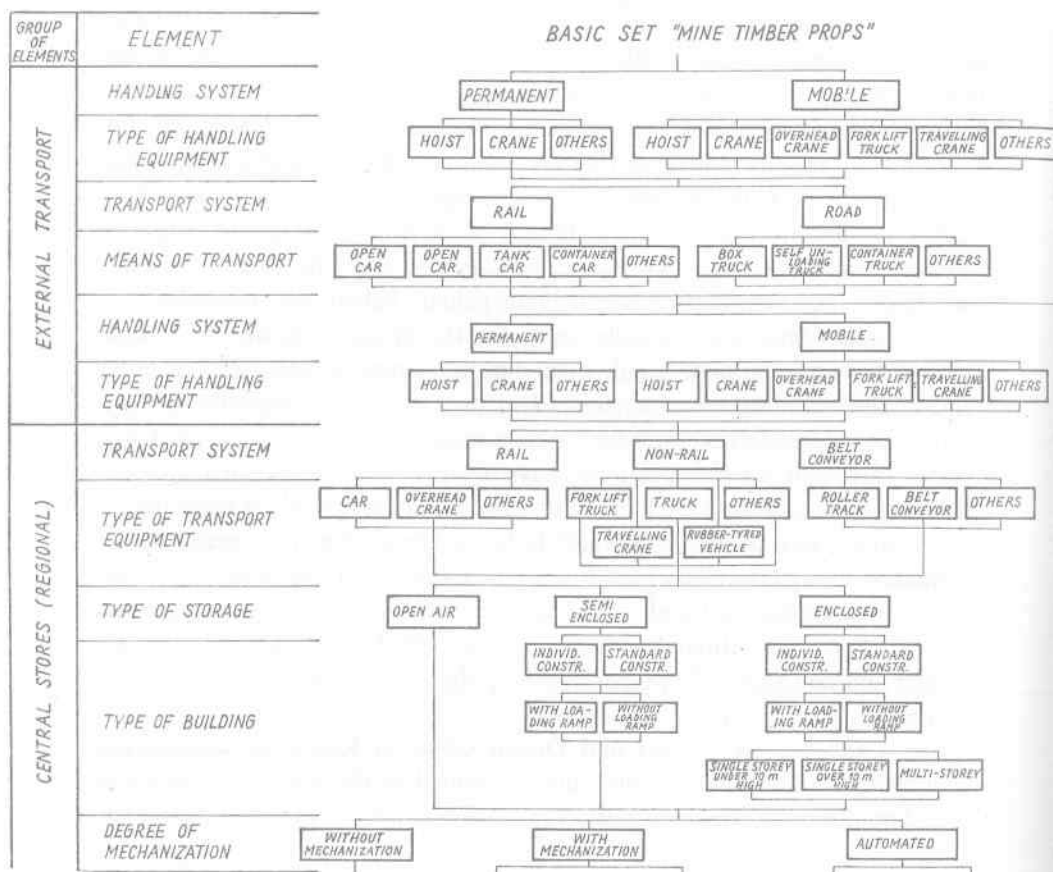 GROUP
OF
ELEMENTS
ELEMENT
BASIC SET "MINE TIMBER PROPS"
EXTERNAL TRANSPORT
HANDLING SYSTEM
PERMANENT
MOBILE
TYPE OF HANDLING
EQUIPMENT
HOIST
CRANE
OTHERS
HOIST
CRANE
OVERHEAD
CRANE
FORK LIFT
TRUCK
TRAVELLING
CRANE
OTHERS
TRANSPORT SYSTEM
RAIL
ROAD
MEANS OF TRANSPORT
OPEN
CAR
OPEN
CAR
TANK
CAR
CONTAINER
CAR
OTHERS
BOX
TRUCK
SELF UN-
LOADING
TRUCK
CONTAINER
TRUCK
OTHERS
HANDLING SYSTEM
PERMANENT
MOBILE
TYPE OF HANDLING
EQUIPMENT
HOIST
CRANE
OTHERS
HOIST
CRANE
OVERHEAD
CRANE
FORK LIFT
TRUCK
TRAVELLING
CRANE
OTHERS
CENTRAL STORES (REGIONAL)
TRANSPORT SYSTEM
RAIL
NON-RAIL
BELT
CONVEYOR
TYPE OF TRANSPORT
EQUIPMENT
CAR
OVERHEAD
CRANE
OTHERS
FORK LIFT
TRUCK
TRUCK
OTHERS
TRAVELLING
CRANE
RUBBER-TYRED
VEHICLE
ROLLER
TRACK
BELT
CONVEYOR
OTHERS
TYPE OF STORAGE
OPEN AIR
SEMI
ENCLOSED
ENCLOSED
TYPE OF BUILDING
INDIVID.
CONSTR.
STANDARD
CONSTR.
INDIVID.
CONSTR.
STANDARD
CONSTR.
WITH LOA-
DING RAMP
WITHOUT
LOADING
RAMP
WITH LOAD-
ING RAMP
WITHOUT
LOADING
RAMP
SINGLE STOREY
UNDER 10 m
HIGH
SINGLE STOREY
OVER 10 m
HIGH
MULTI-STOREY
DEGREE OF
MECHANIZATION
WITHOUT
MECHANIZATION
WITH
MECHANIZATION
AUTOMATED